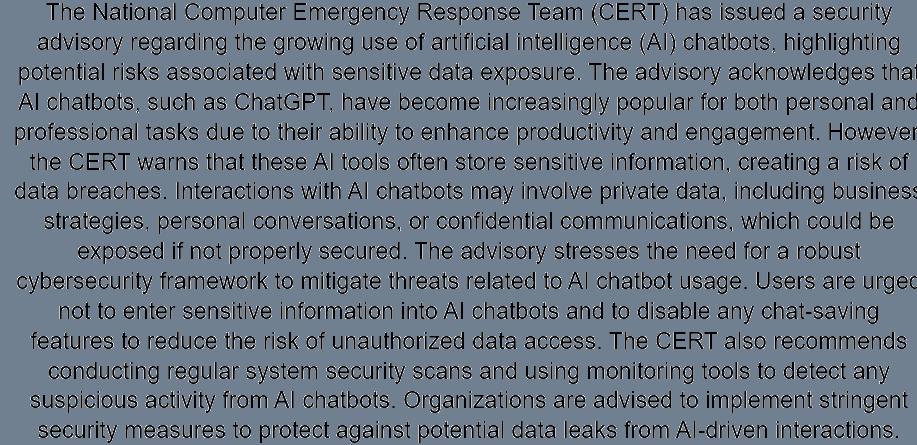 The National Computer Emergency Response Team (CERT) has issued a security
advisory regarding the growing use of artificial intelligence (AI) chatbots, highlighting
potential risks associated with sensitive data exposure. The advisory acknowledges that
AI chatbots, such as ChatGPT, have become increasingly popular for both personal and
professional tasks due to their ability to enhance productivity and engagement. However
the CERT warns that these AI tools often store sensitive information, creating a risk of
data breaches. Interactions with AI chatbots may involve private data, including business
strategies, personal conversations, or confidential communications, which could be
exposed if not properly secured. The advisory stresses the need for a robust
cybersecurity framework to mitigate threats related to AI chatbot usage. Users are urged
not to enter sensitive information into AI chatbots and to disable any chat-saving
features to reduce the risk of unauthorized data access. The CERT also recommends
conducting regular system security scans and using monitoring tools to detect any
suspicious activity from AI chatbots. Organizations are advised to implement stringent
security measures to protect against potential data leaks from AI-driven interactions.